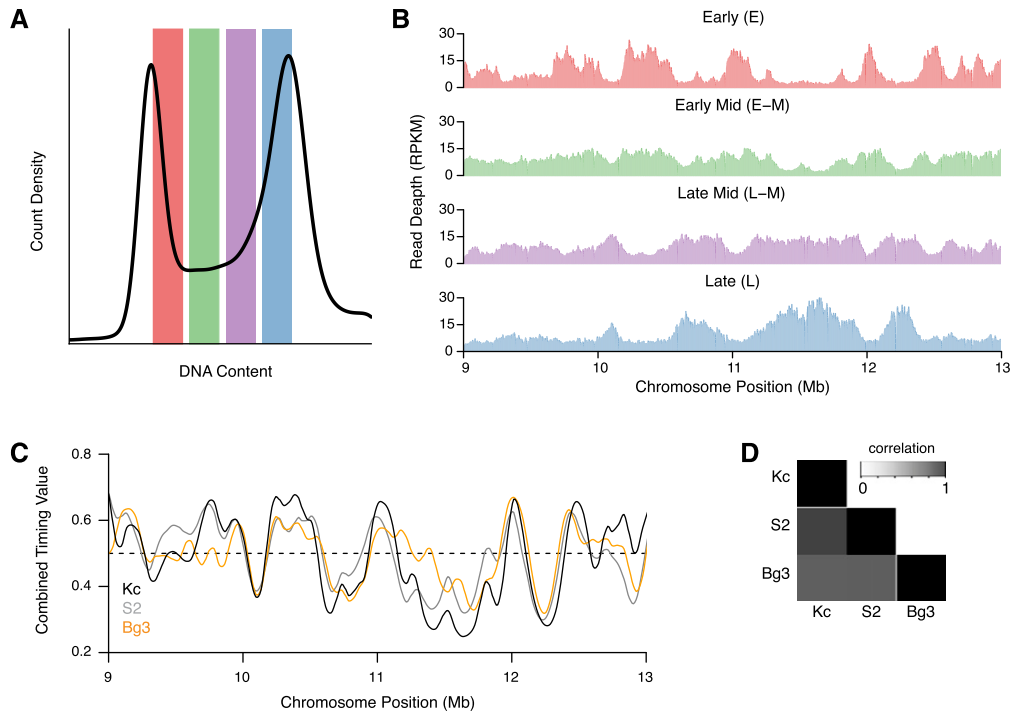 A
Count Density
DNA Content
B
Read Deapth (RPKM)
Early (E)
30
15
0
Early Mid (E−M)
30
15
0
Late Mid (L−M)
30
15
0
Late (L)
30
15
0
9 10 11 12 13
Chromosome Position (Mb)
C
Combined Timing Value
0.8
0.6
0.4
0.2
Kc
S2
Bg3
9 10 11 12 13
Chromosome Position (Mb)
D
correlation
0 1
Kc
S2
Bg3
Kc S2 Bg3